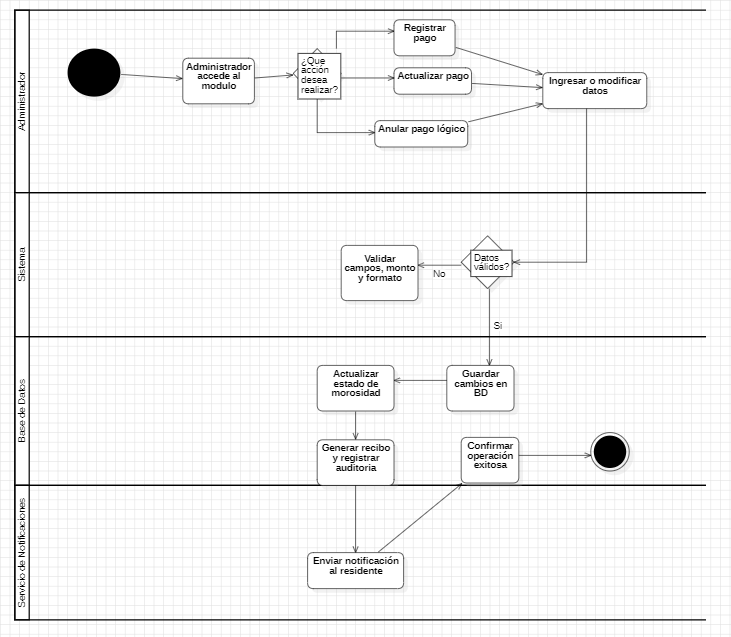 Administrador
Administrador
accede al
modulo
¿Que
acción
desea
realizar?
Registrar
pago
Actualizar pago
Anular pago lógico
Ingresar o modificar
datos
Sistema
Validar
campos, monto
y formato
No
Datos
válidos?
Si
Base de Datos
Actualizar
estado de
morosidad
Guardar
cambios en
BD
Generar recibo
y registrar
auditoria
Confirmar
operación
exitosa
Servicio de Notificaciones
Enviar notificación
al residente